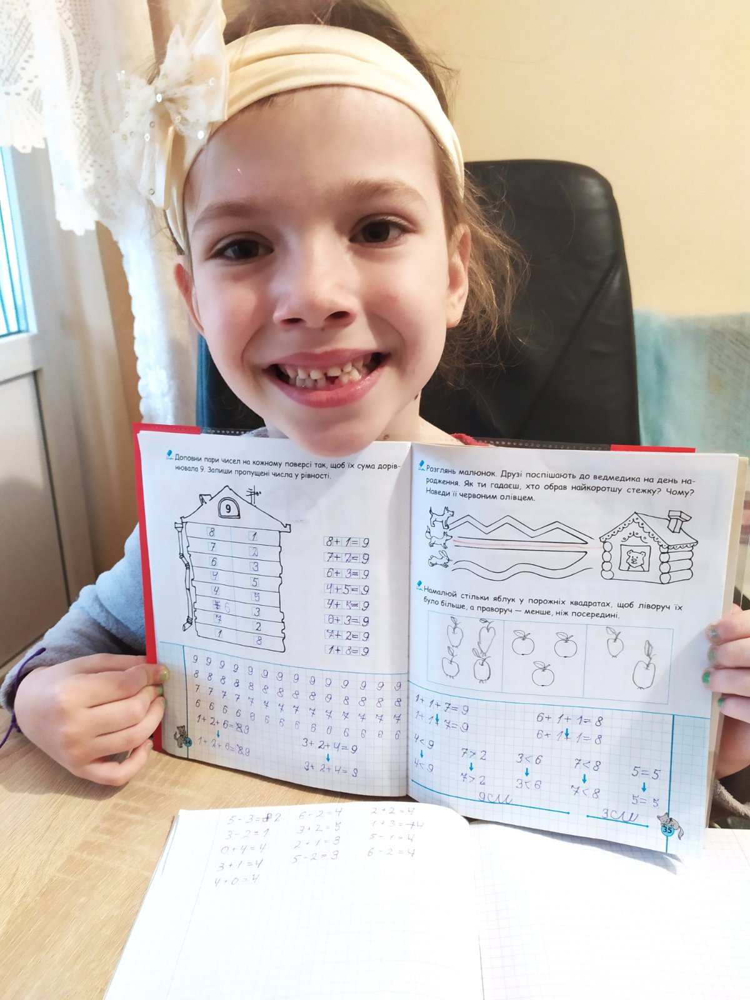 Доповни пари чисел на кожному поверсі так, щоб їх сума дорів-
нювала 9. Запиши пропущені числа у рівності.
9
8 1
7 2
6 3
4 5
4 5
6 3
7 2
1 8
8+1=9
7+2=9
6+3=9
4+5=9
4+5=9
6+3=9
7+2=9
1+8=9
9 9 9 9 9 9 9 9 9 9 9 9 9 9
8 8 8 8 8 8 8 8 8 8 8 8 8 8
7 7 7 7 7 7 7 7 7 7 7 7 7 7
6 6 6 6 6 6 6 6 6 6 6 6 6 6
1+2+6=89
1+2+6=89
3+2+4=9
3+2+4=9
34
Розглянь малюнок. Друзі поспішають до ведмедика на день на-
родження. Як ти гадаєш, хто обрав найкоротшу стежку? Чому?
Наведи її червоним олівцем.
Намалюй стільки яблук у порожніх квадратах, щоб ліворуч їх
було більше, а праворуч — менше, ніж посередині.
1+1+7=9
1+1+7=9
6+1+1=8
6+1+1=8
4<9 7>2 3<6 7<8 5=5
4<9 7>2 3<6 7<8 5=5
9см
3см
35
5-3=2
3-2=1
0+4=4
3+1=4
4+0=4
6-2=4
3+2=5
2+1=3
5-2=3
2+2=4
1+3=4
5-1=4
6-2=4